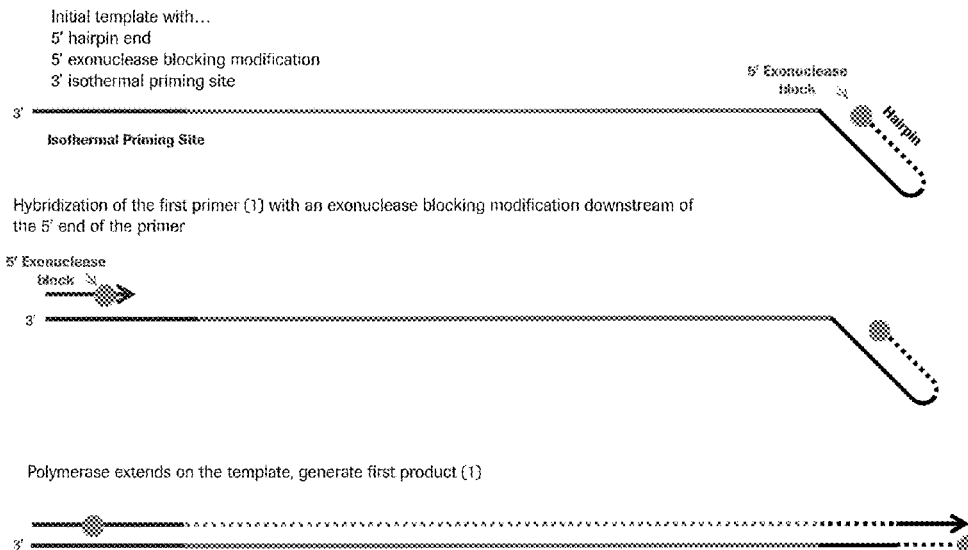 Initial template with...
5' hairpin end
5' exonuclease blocking modification
3' isothermal priming site
5' Exonuclease
block
Hairpin
3'
Isothermal Priming Site
Hybridization of the first primer (1) with an exonuclease blocking modification downstream of
the 5' end of the primer
5' Exonuclease
block
3'
Polymerase extends on the template, generate first product (1)
3'